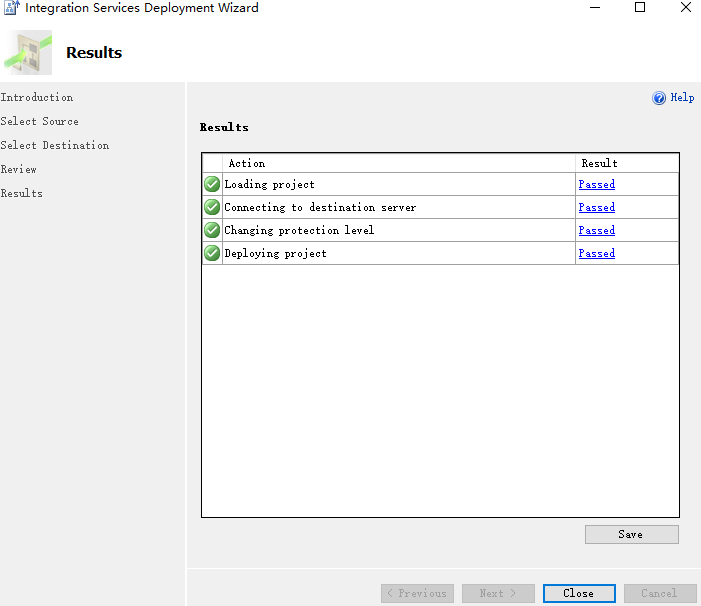 Integration Services Deployment Wizard
Results
Introduction
Select Source
Select Destination
Review
Results
Help
Results
Action Result
Loading project Passed
Connecting to destination server Passed
Changing protection level Passed
Deploying project Passed
Save
< Previous Next > Close Cancel